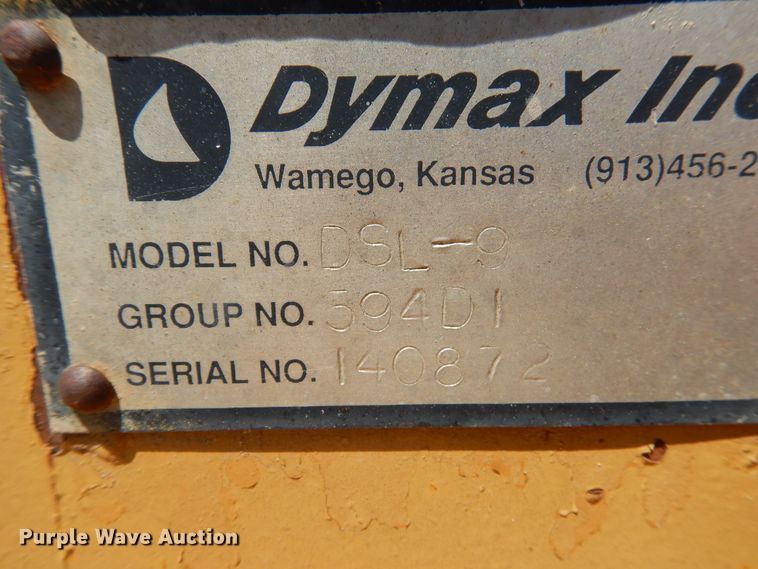 Dymax Inc
Wamego, Kansas (913)456-2
MODEL NO. DSL-9
GROUP NO. 594D1
SERIAL NO. 140872
Purple Wave Auction